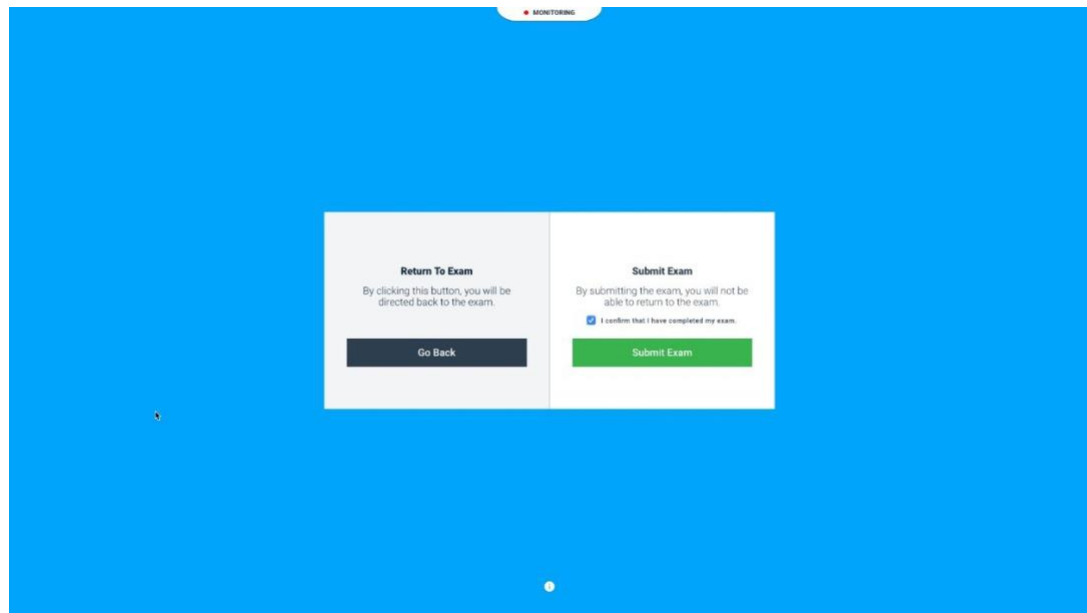 MONITORING
Return To Exam
By clicking this button, you will be
directed back to the exam.
Go Back
Submit Exam
By submitting the exam, you will not be
able to return to the exam.
I confirm that I have completed my exam.
Submit Exam